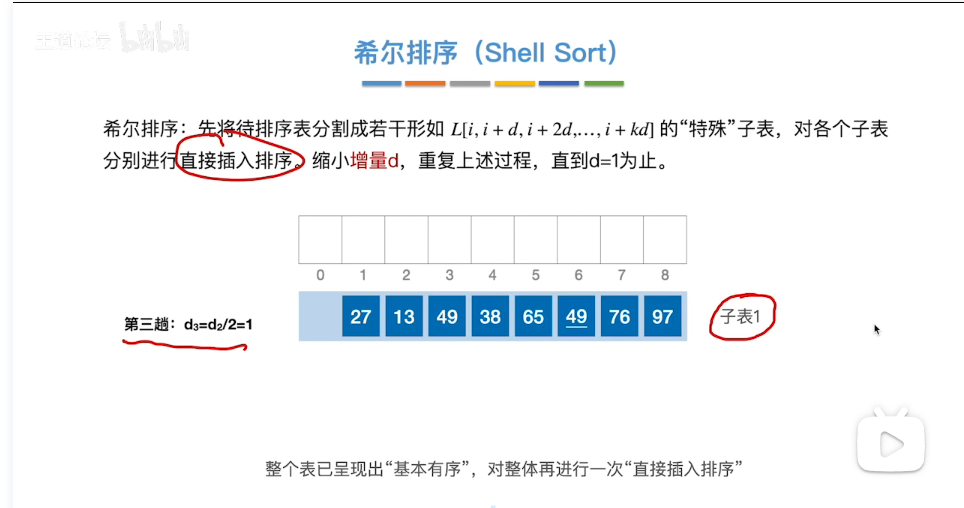 王道论坛 bilibili
希尔排序（Shell Sort）
希尔排序：先将待排序表分割成若干形如 L[i, i + d, i + 2d,…, i + kd] 的“特殊”子表，对各个子表
分别进行直接插入排序。缩小增量d，重复上述过程，直到d=1为止。
0 1 2 3 4 5 6 7 8
第三趟：d₃=d₂/2=1 27 13 49 38 65 49 76 97 子表1
整个表已呈现出“基本有序”，对整体再进行一次“直接插入排序”